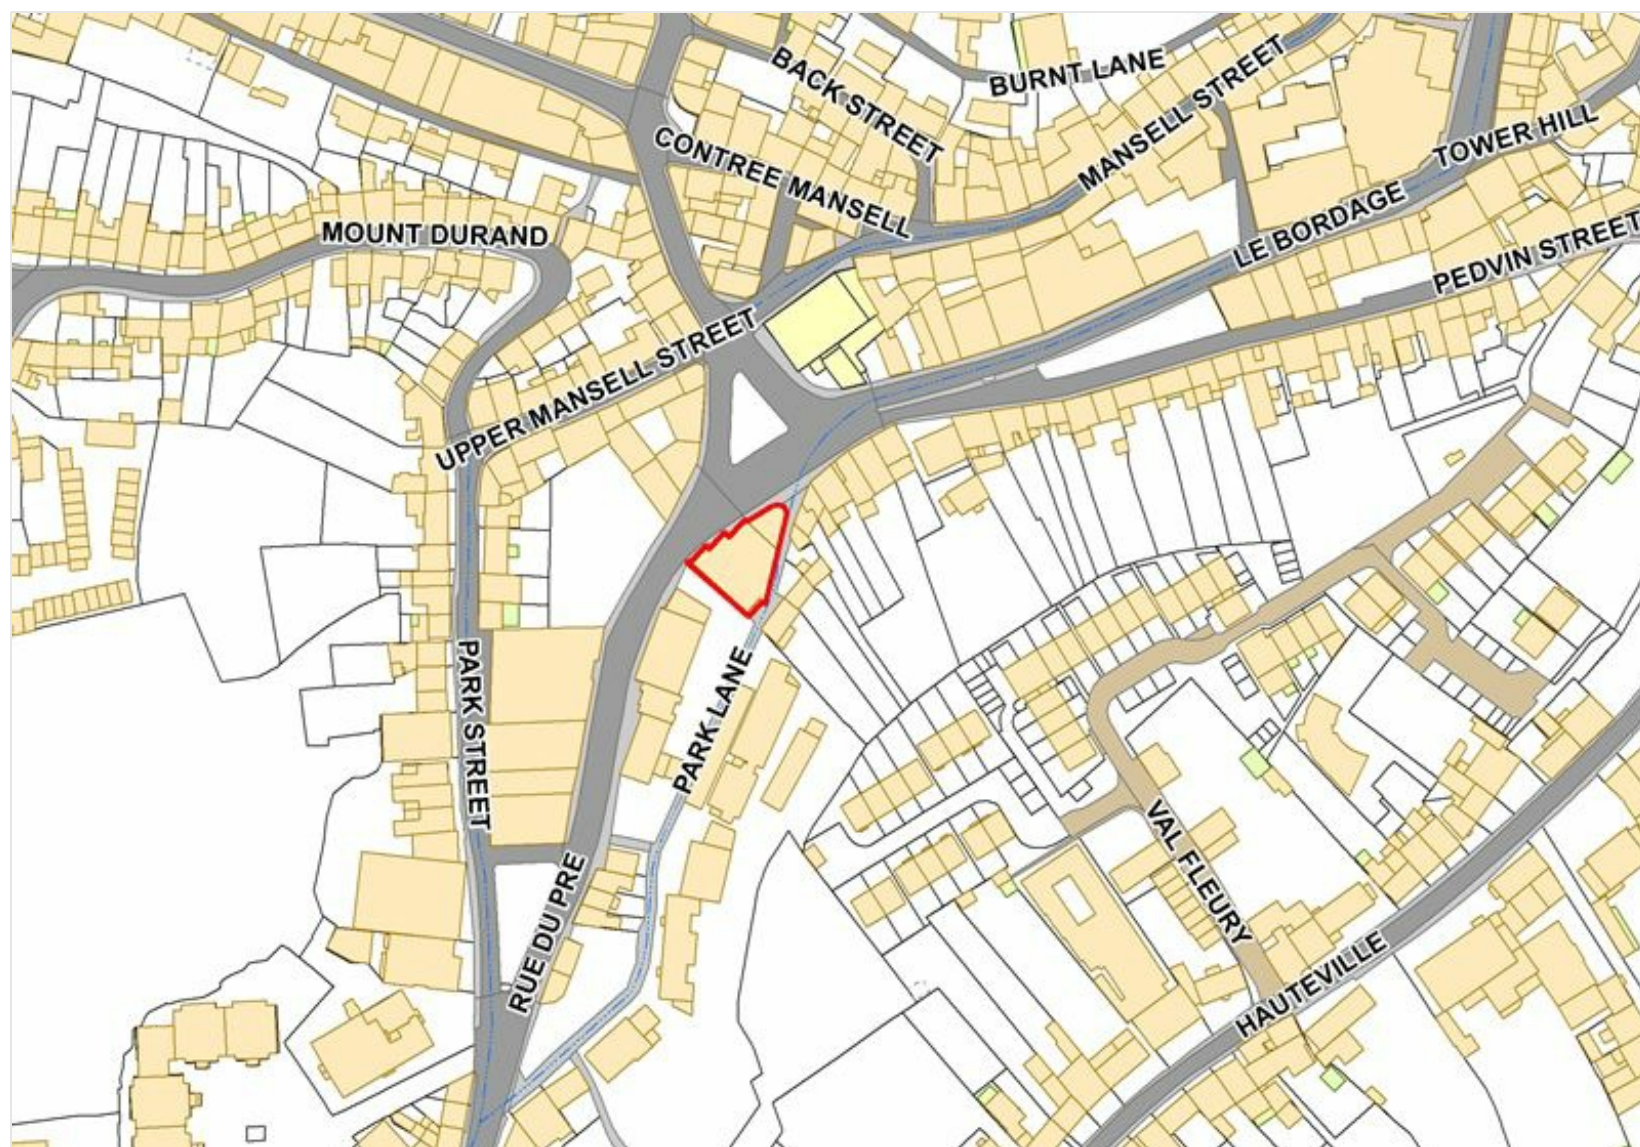 BACK STREET
BURNT LANE
MANSELL STREET
CONTREE MANSELL
TOWER HILL
MOUNT DURAND
LE BORDAGE
PEDVIN STREET
UPPER MANSELL STREET
PARK STREET
PARK LANE
RUE DU PRE
VAL FLEURY
HAUTEVILLE